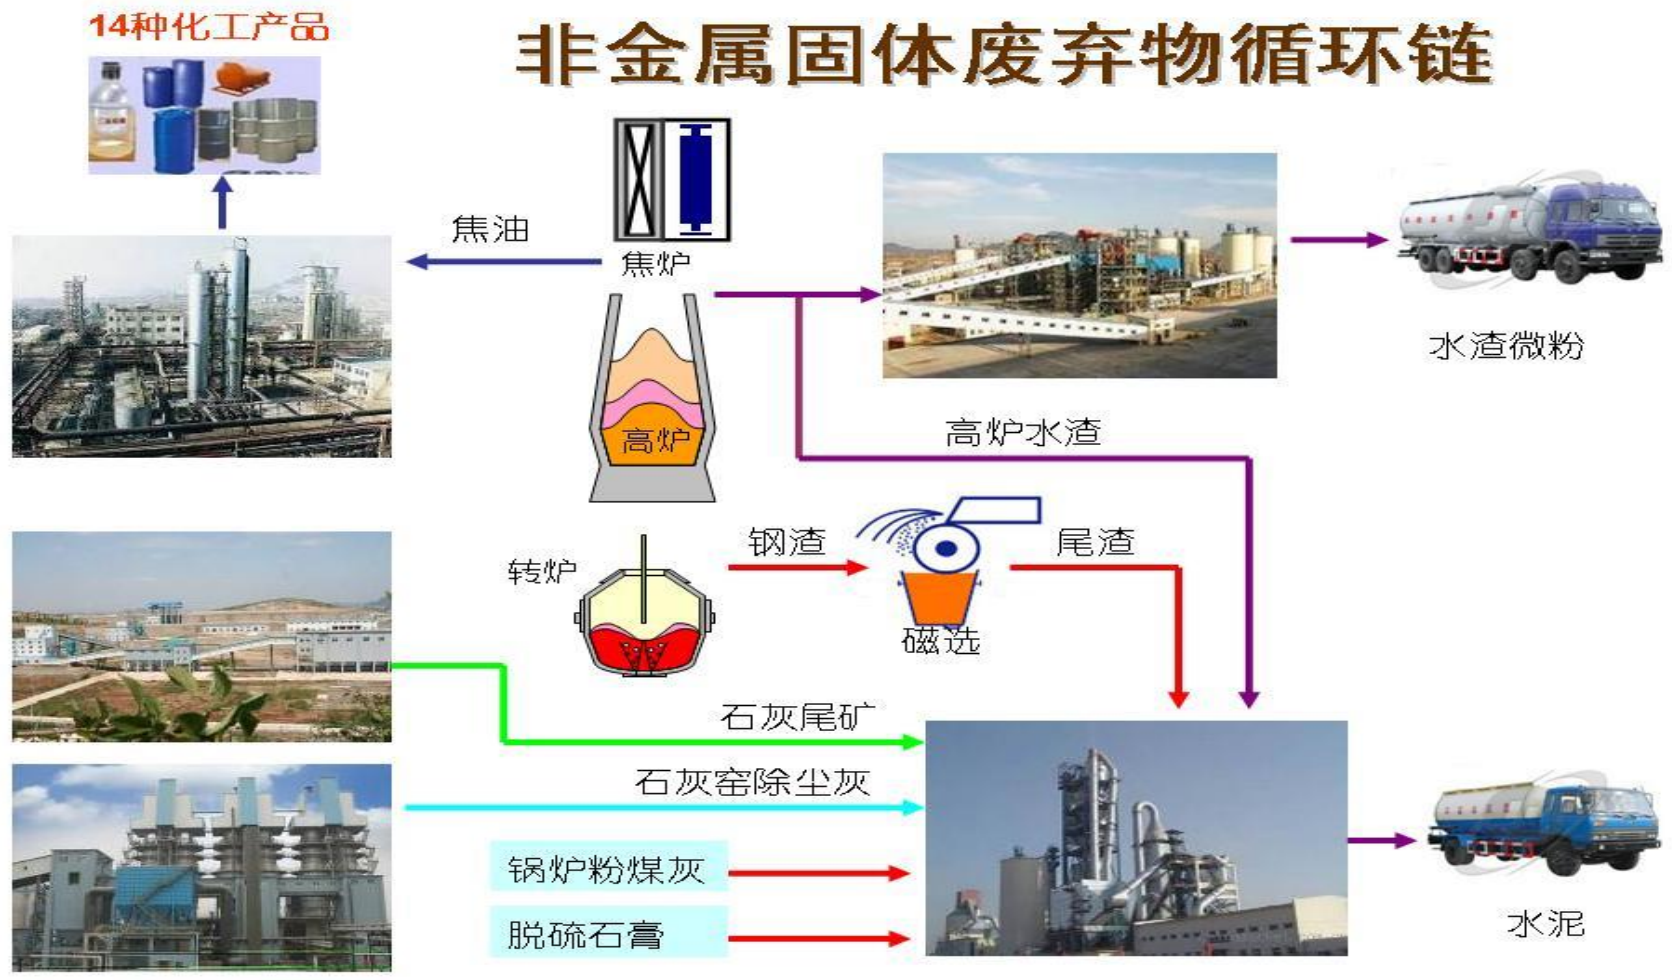 14种化工产品
非金属固体废弃物循环链
焦油
焦炉
水渣微粉
高炉
高炉水渣
钢渣
尾渣
转炉
磁选
石灰尾矿
石灰窑除尘灰
锅炉粉煤灰
脱硫石膏
水泥